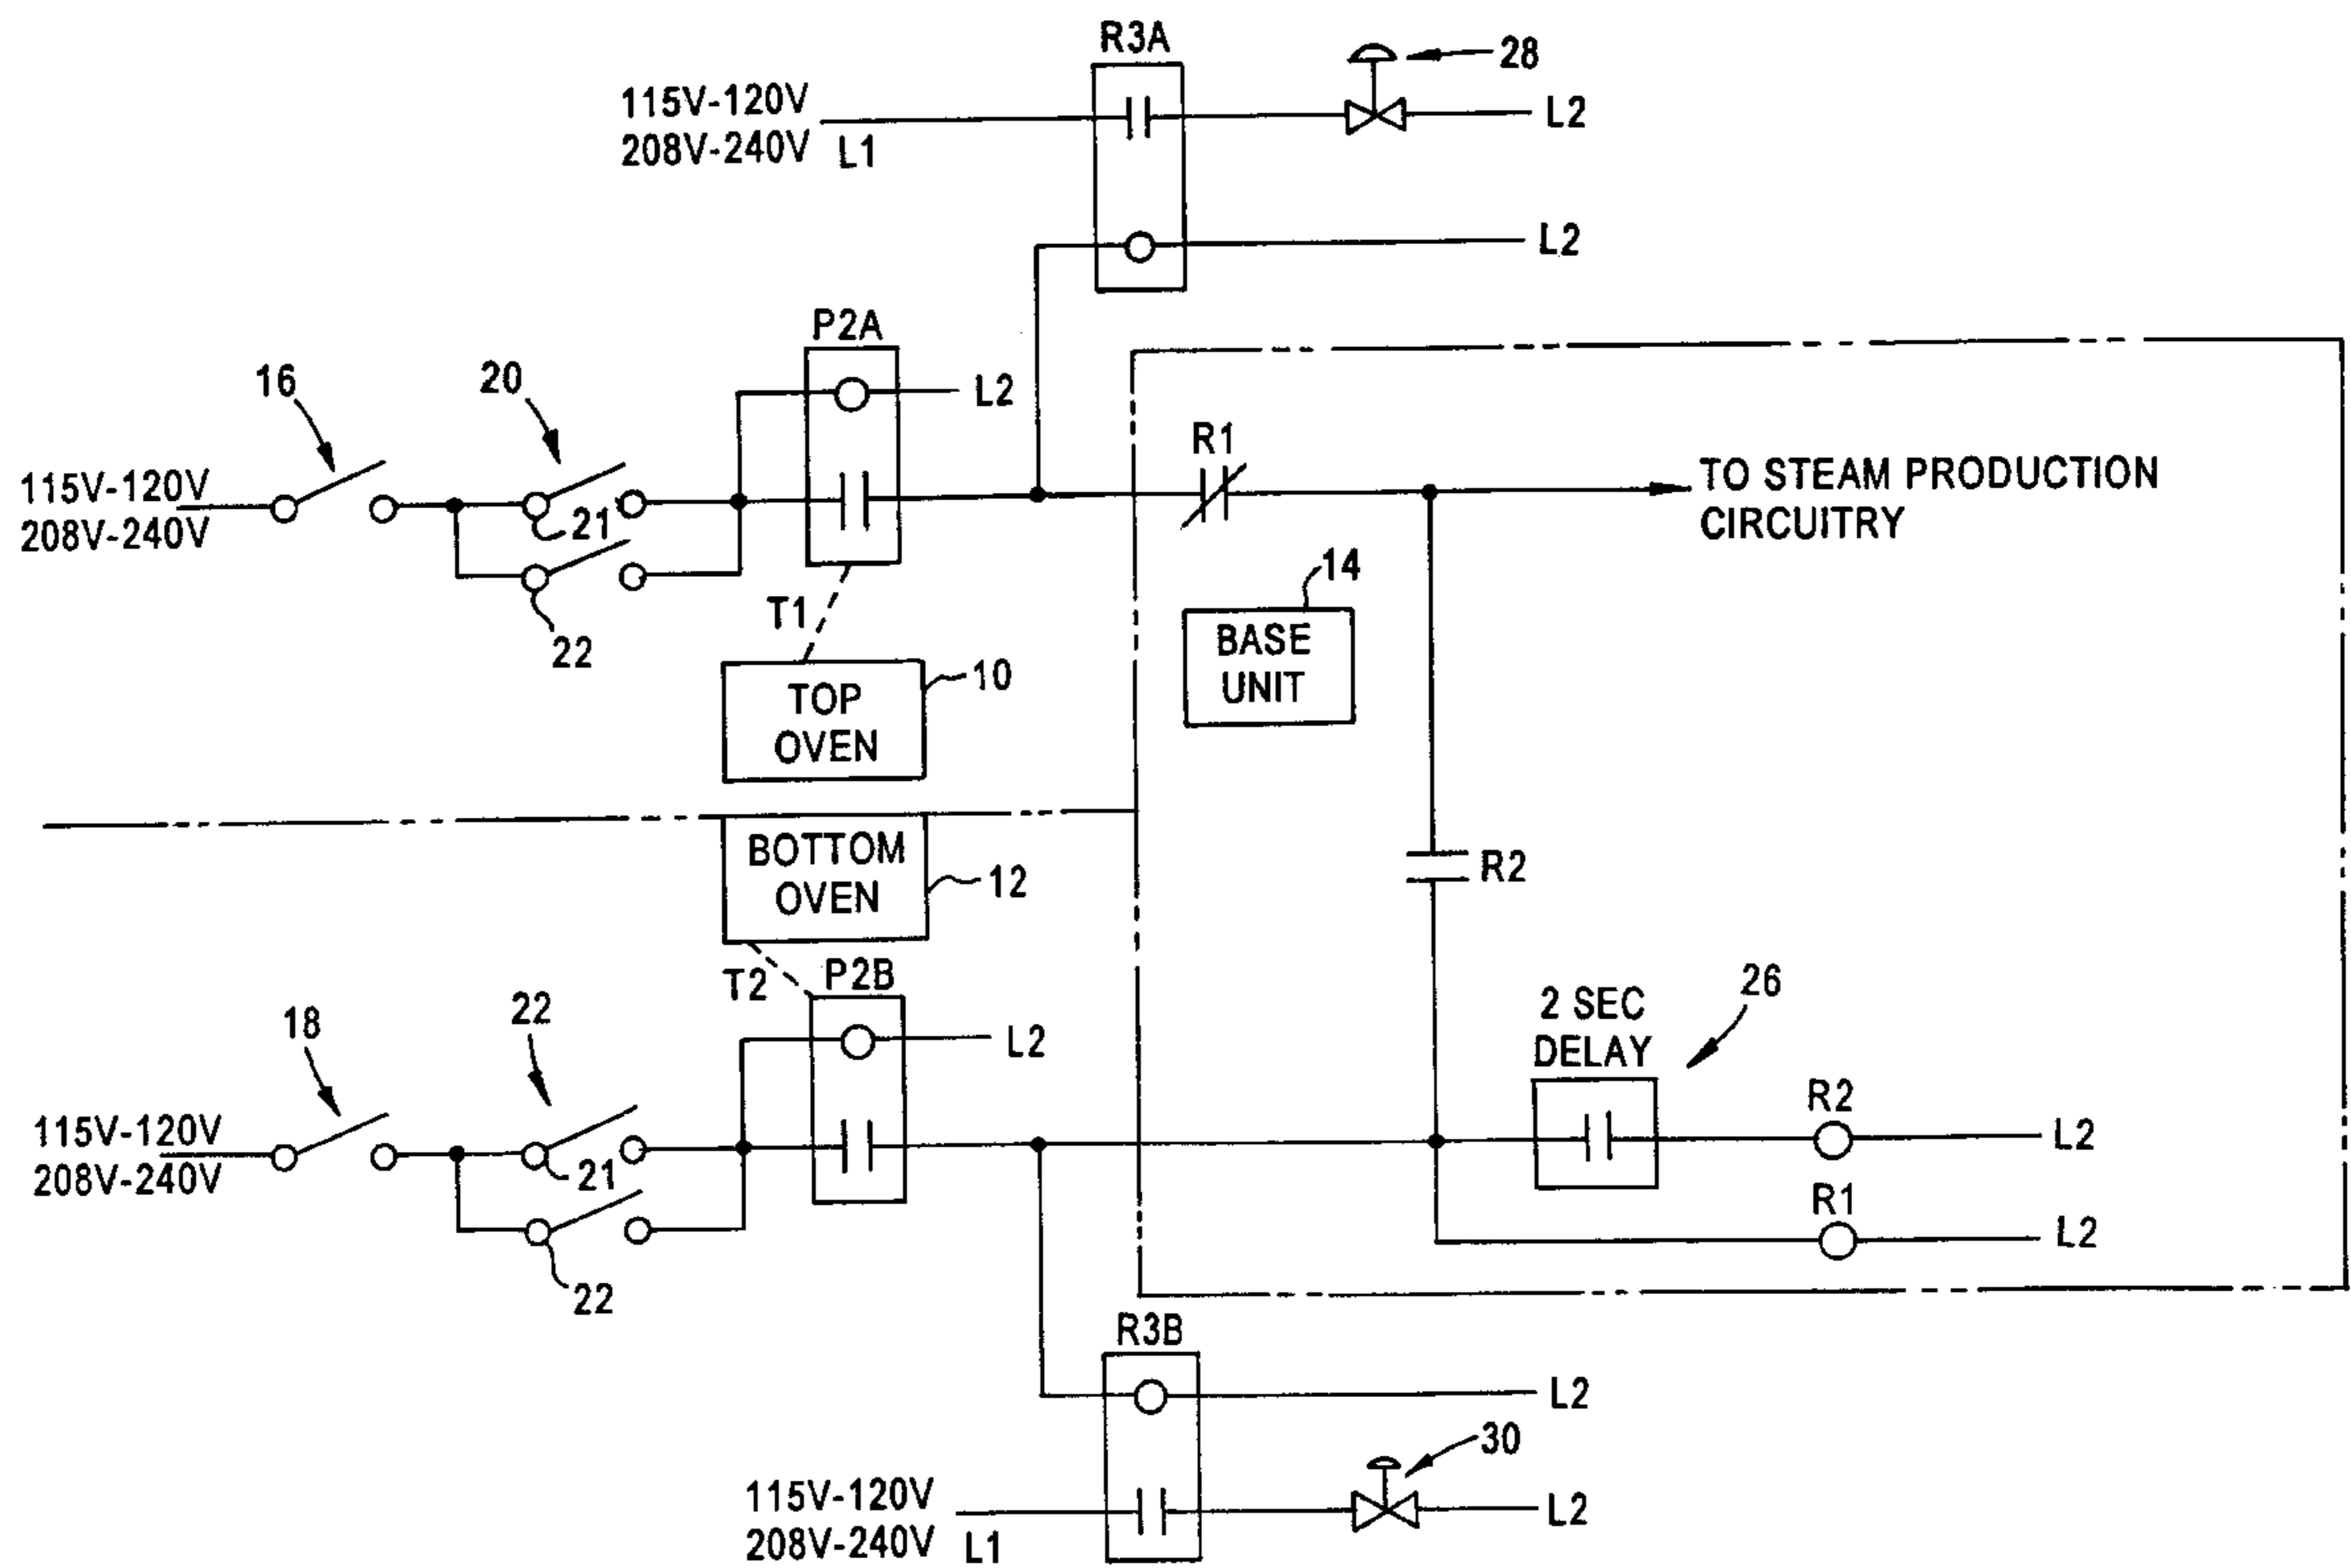 R3A
28
115V-120V
208V-240V
L1
L2
L2
P2A
16
20
L2
R1
115V-120V
208V-240V
21
TO STEAM PRODUCTION
CIRCUITRY
22
T1
14
BASE
UNIT
TOP
OVEN
10
BOTTOM
OVEN
12
R2
T2
P2B
26
18
22
L2
2 SEC
DELAY
R2
L2
115V-120V
208V-240V
21
R1
L2
22
R3B
L2
30
115V-120V
208V-240V
L1
L2